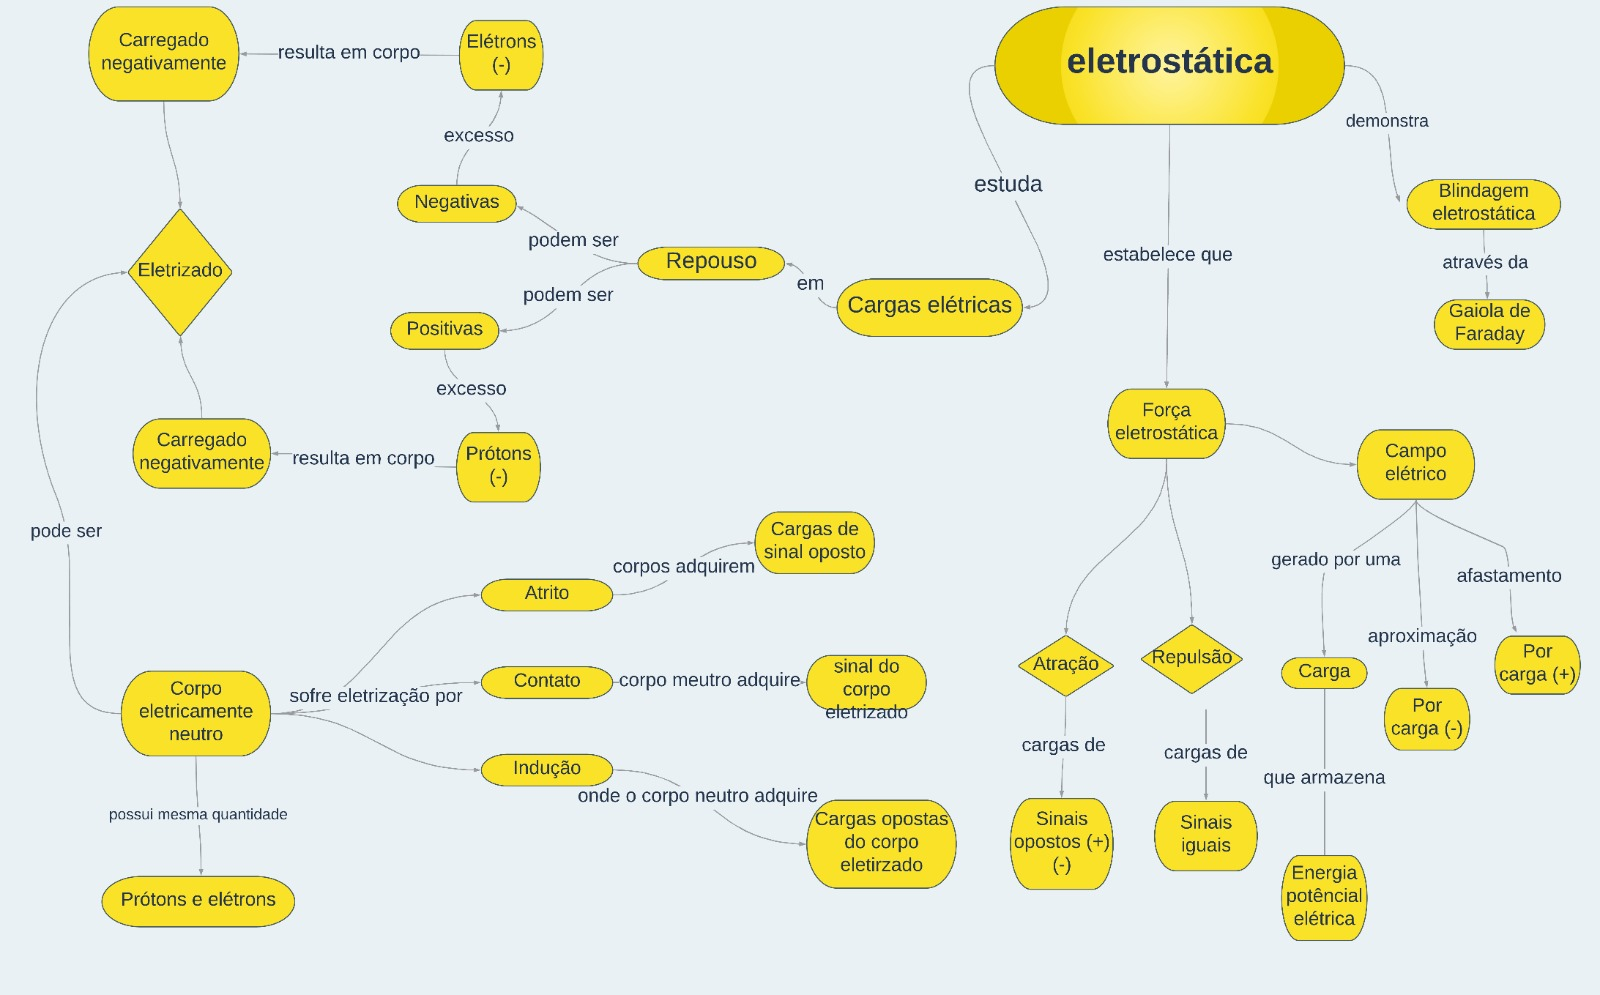 eletrostática
Carregado
negativamente
resulta em corpo
Elétrons
(-)
excesso
demonstra
estuda
Negativas
Blindagem
eletrostática
podem ser
Repouso
estabelece que
através da
Eletrizado
em
podem ser
Cargas elétricas
Gaiola de
Faraday
Positivas
excesso
Força
eletrostática
Carregado
negativamente
resulta em corpo
Prótons
(-)
Campo
elétrico
pode ser
Cargas de
sinal oposto
corpos adquirem
Atrito
gerado por uma
afastamento
aproximação
Atração
Repulsão
Carga
Por
carga (+)
Por
carga (-)
Corpo
eletricamente
neutro
sofre eletrização por
Contato
corpo meutro adquire
sinal do
corpo
eletrizado
Indução
onde o corpo neutro adquire
Cargas opostas
do corpo
eletirzado
cargas de
cargas de
que armazena
possui mesma quantidade
Sinais
opostos (+)
(-)
Sinais
iguais
Prótons e elétrons
Energia
potêncial
elétrica